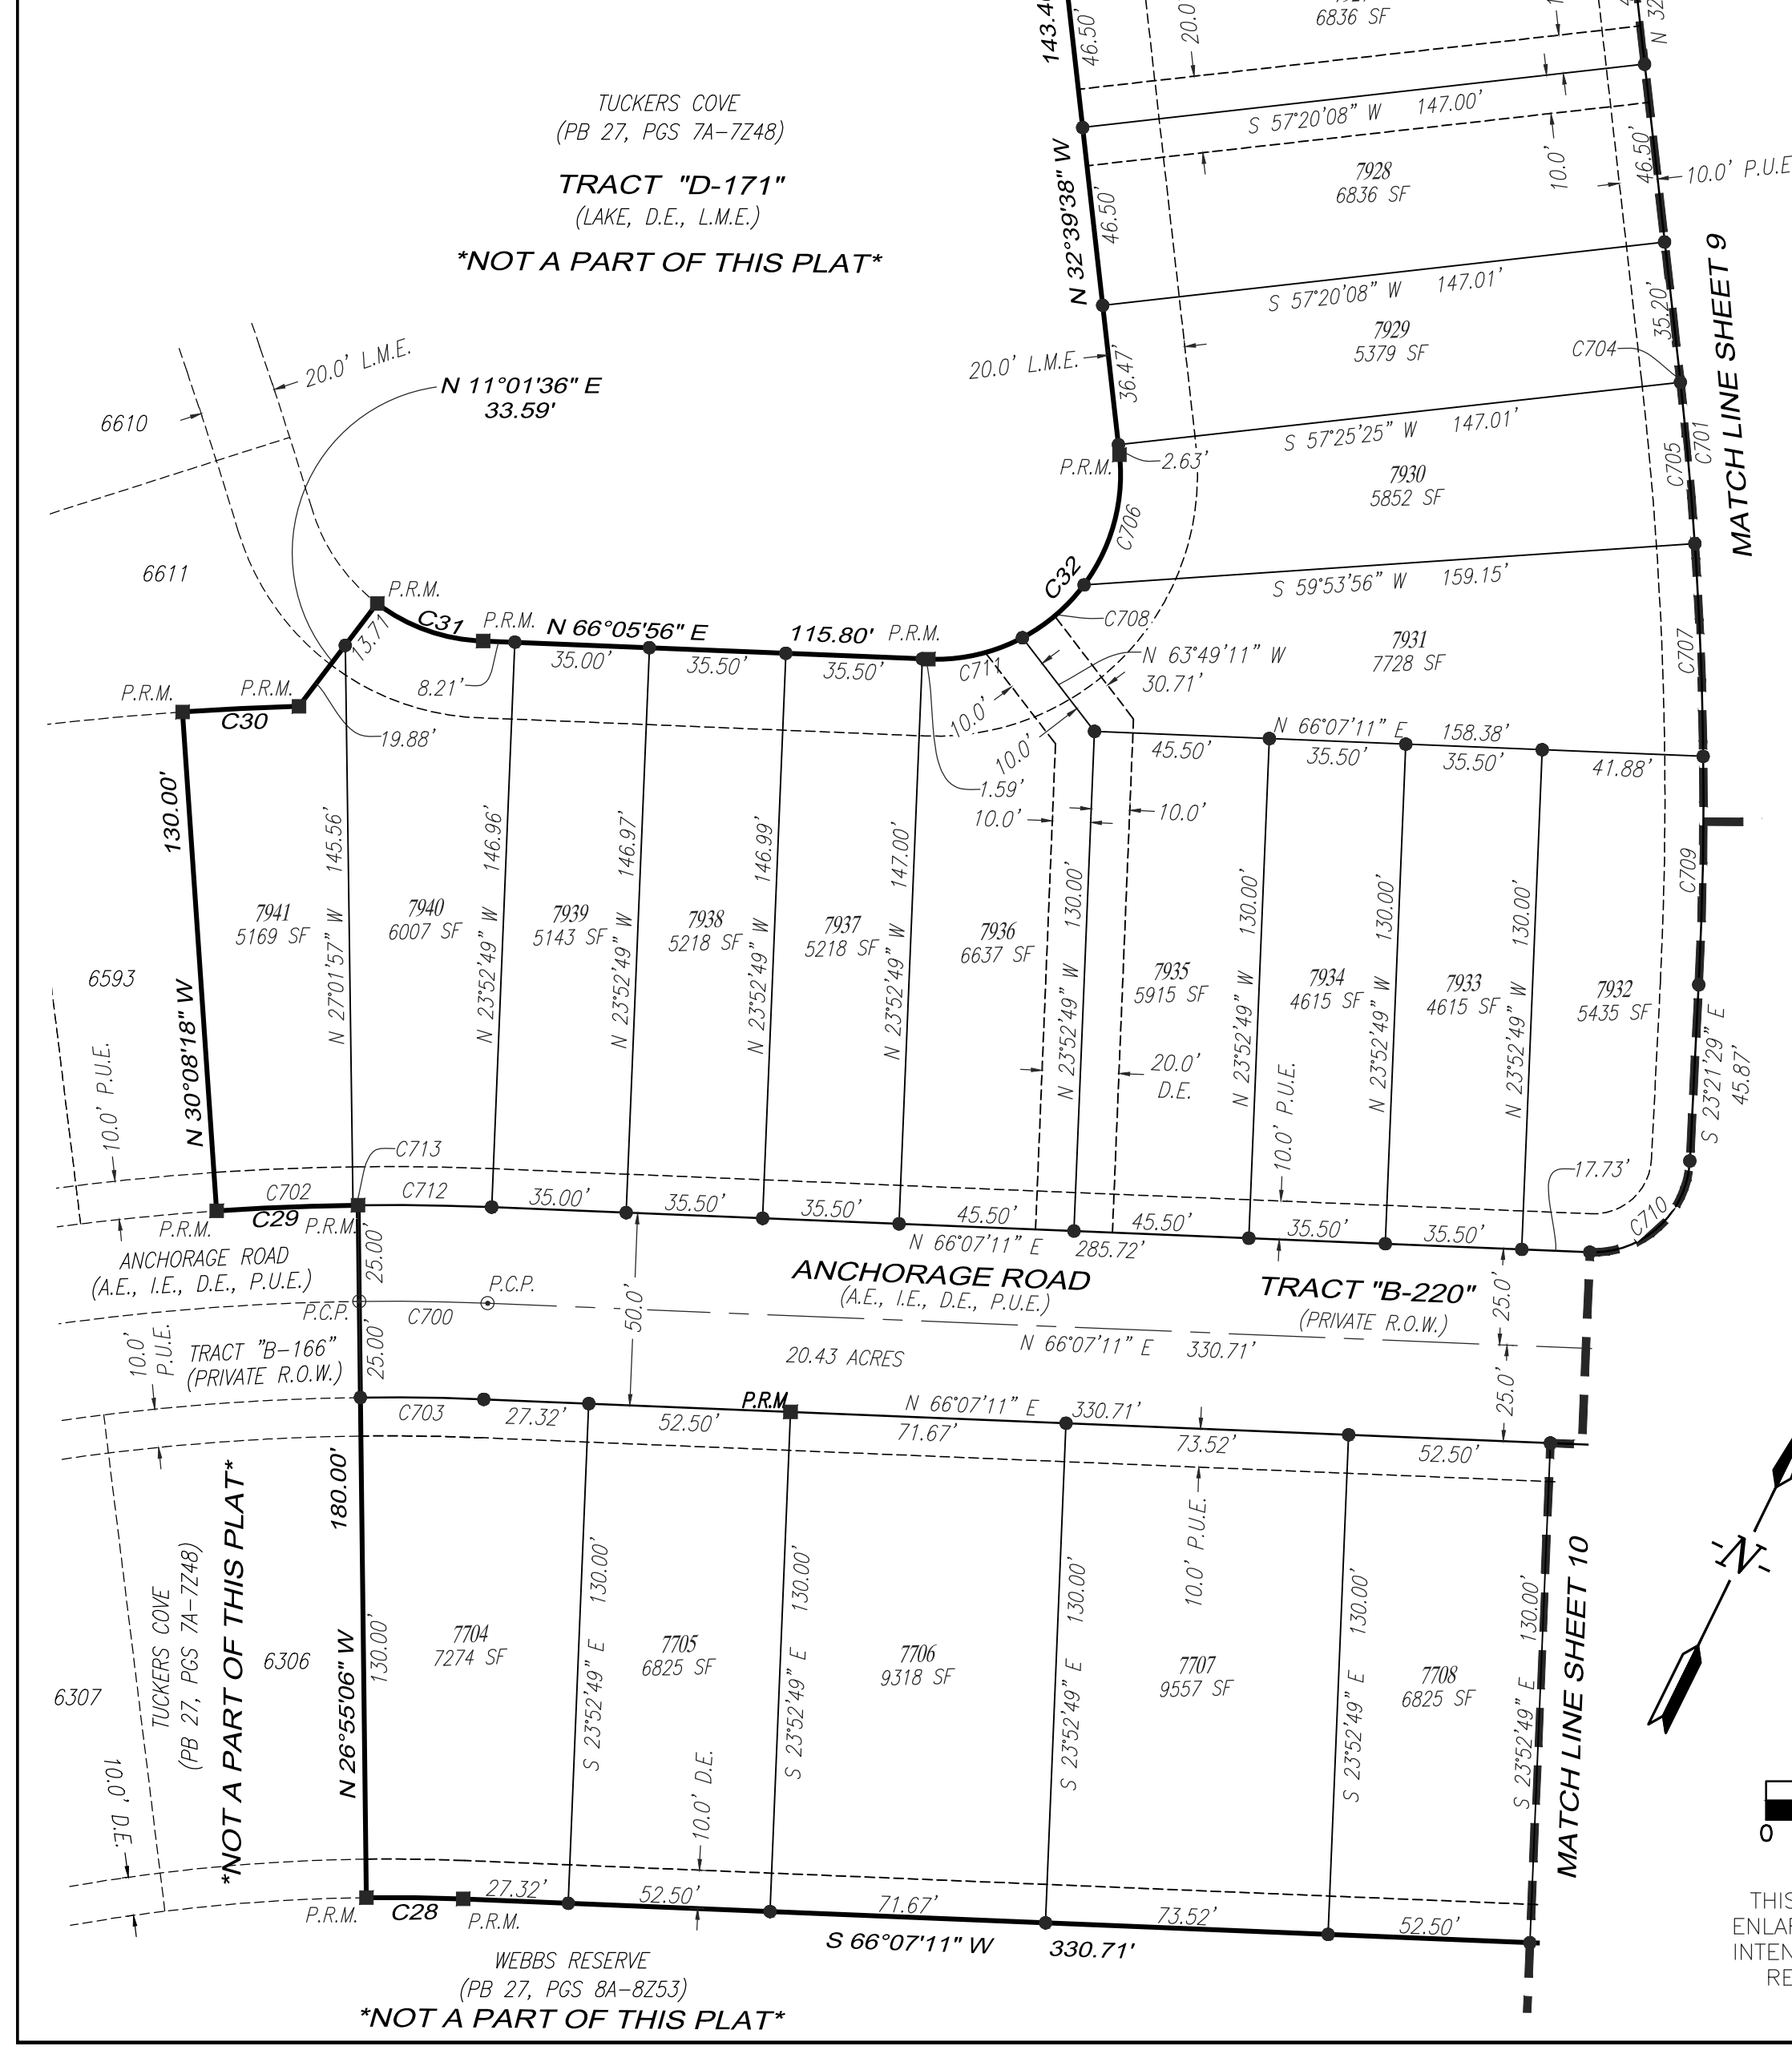 143.4
46.50'
20.0'
6836 SF
N 32
S 57°20'08" W 147.00'
10.0'
46.50'
10.0' P.U.E
TUCKERS COVE
(PB 27, PGS 7A-7Z48)
TRACT "D-171"
(LAKE, D.E., L.M.E.)
*NOT A PART OF THIS PLAT*
N 32°39'38" W
46.50'
7928
6836 SF
S 57°20'08" W 147.01'
MATCH LINE SHEET 9
35.20'
7929
5379 SF
C704
20.0' L.M.E.
36.47'
20.0' L.M.E.
N 11°01'36" E
33.59'
6610
S 57°25'25" W 147.01'
C705
C701
P.R.M.
2.63'
7930
5852 SF
C706
6611
P.R.M.
C32
S 59°53'56" W 159.15'
13.71
C31
P.R.M.
N 66°05'56" E 115.80'
P.R.M.
C708
7931
7728 SF
C707
35.00'
35.50'
35.50'
C711
N 63°49'11" W
30.71'
8.21'
P.R.M.
P.R.M.
C30
19.88'
10.0'
10.0'
1.59'
10.0'
10.0'
N 66°07'11" E 158.38'
45.50'
35.50'
35.50'
41.88'
130.00'
145.56'
146.96'
146.97'
146.99'
147.00'
130.00'
130.00'
130.00'
130.00'
C709
7941
5169 SF
7940
6007 SF
7939
5143 SF
7938
5218 SF
7937
5218 SF
7936
6637 SF
7935
5915 SF
7934
4615 SF
7933
4615 SF
7932
5435 SF
6593
N 30°08'18" W
N 27°01'57" W
N 23°52'49" W
N 23°52'49" W
N 23°52'49" W
N 23°52'49" W
N 23°52'49" W
N 23°52'49" W
N 23°52'49" W
N 23°52'49" W
S 23°21'29" E
45.87'
10.0' P.U.E.
20.0'
D.E.
10.0' P.U.E.
C713
17.73'
C702
C29
C712
35.00'
35.50'
35.50'
45.50'
45.50'
35.50'
35.50'
C710
P.R.M.
P.R.M.
N 66°07'11" E 285.72'
ANCHORAGE ROAD
(A.E., I.E., D.E., P.U.E.)
25.00'
ANCHORAGE ROAD
(A.E., I.E., D.E., P.U.E.)
TRACT "B-220"
(PRIVATE R.O.W.)
25.0'
P.C.P.
P.C.P.
C700
50.0'
N 66°07'11" E 330.71'
20.43 ACRES
10.0'
P.U.E.
TRACT "B-166"
(PRIVATE R.O.W.)
25.00'
25.0'
C703
27.32'
52.50'
P.R.M.
N 66°07'11" E 330.71'
71.67'
73.52'
52.50'
180.00'
*NOT A PART OF THIS PLAT*
TUCKERS COVE
(PB 27, PGS 7A-7Z48)
10.0' P.U.E.
-N-
130.00'
130.00'
130.00'
130.00'
130.00'
130.00'
MATCH LINE SHEET 10
6307
6306
N 26°55'06" W
7704
7274 SF
7705
6825 SF
7706
9318 SF
7707
9557 SF
7708
6825 SF
S 23°52'49" E
S 23°52'49" E
S 23°52'49" E
S 23°52'49" E
S 23°52'49" E
10.0' D.E.
10.0' D.E.
0
P.R.M.
C28
P.R.M.
27.32'
52.50'
71.67'
73.52'
52.50'
S 66°07'11" W 330.71'
WEBBS RESERVE
(PB 27, PGS 8A-8Z53)
*NOT A PART OF THIS PLAT*
THIS
ENLAR
INTEN
RE